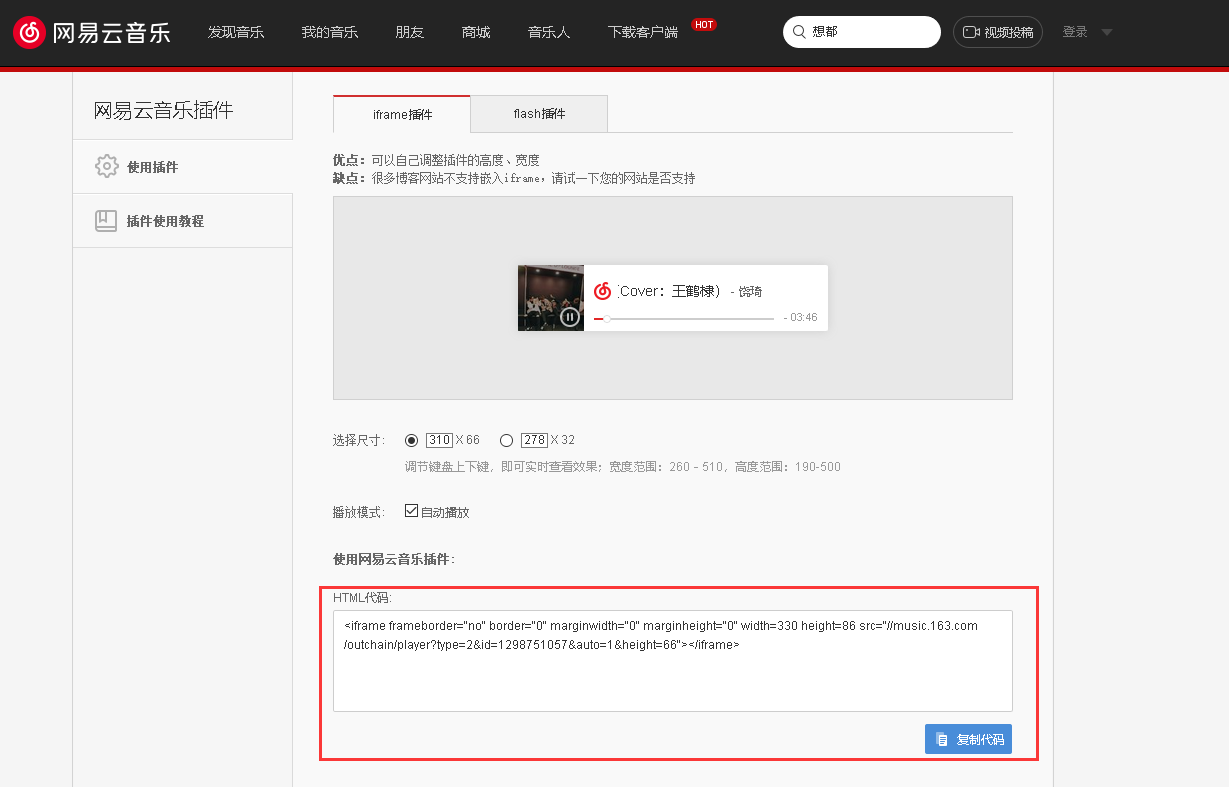 网易云音乐
发现音乐
我的音乐
朋友
商城
音乐人
下载客户端
HOT
想都
视频投稿
登录
网易云音乐插件
使用插件
插件使用教程
iframe插件
flash插件
优点：可以自己调整插件的高度、宽度
缺点：很多博客网站不支持嵌入iframe，请试一下您的网站是否支持
(Cover：王鹤棣) - 饶琦
- 03:46
选择尺寸：
310 X 66
278 X 32
调节键盘上下键，即可实时查看效果；宽度范围：260 - 510，高度范围：190-500
播放模式：
自动播放
使用网易云音乐插件：
HTML代码：
<iframe frameborder="no" border="0" marginwidth="0" marginheight="0" width=330 height=86 src="//music.163.com
/outchain/player?type=2&id=1298751057&auto=1&height=66"></iframe>
复制代码